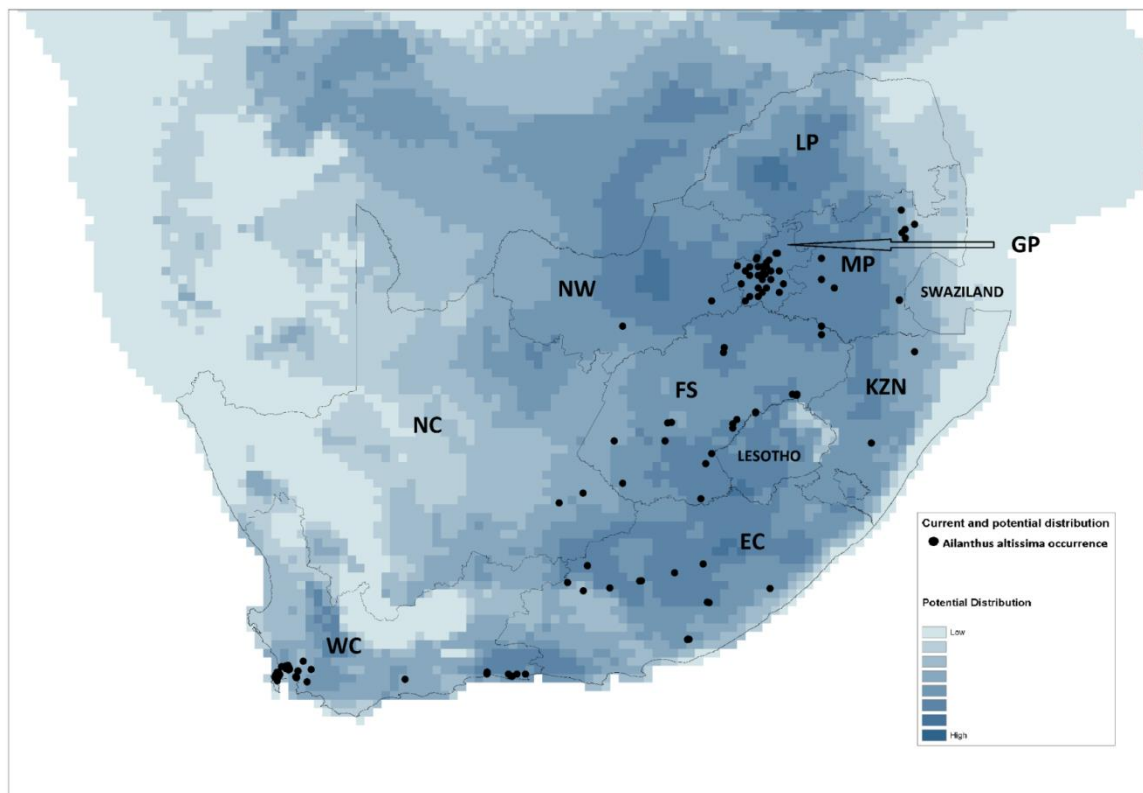 LP
GP
MP
NW
SWAZILAND
FS
KZN
NC
LESOTHO
EC
WC
Current and potential distribution
Ailanthus altissima occurrence
Potential Distribution
Low
High